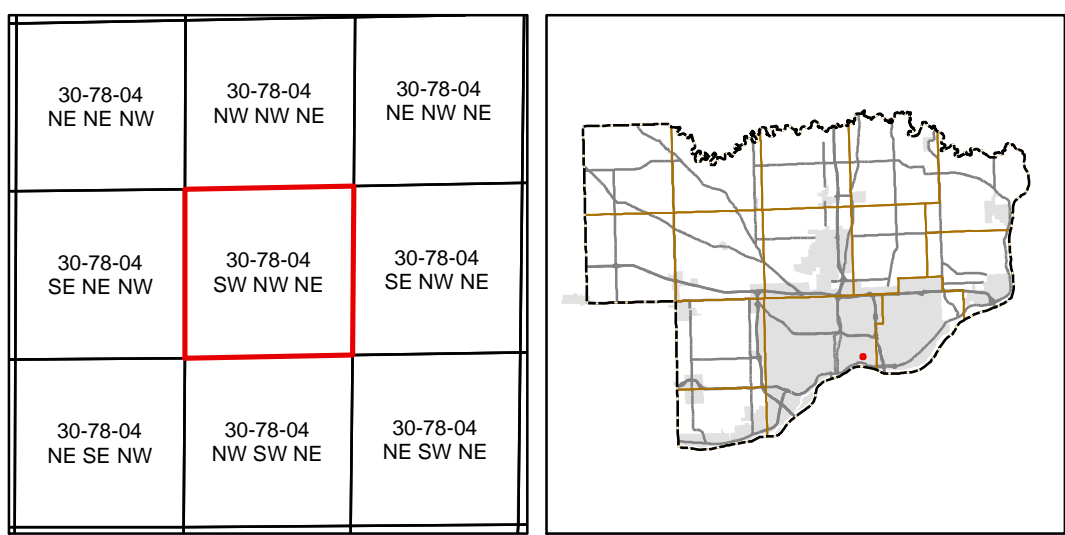 30-78-04
NE NE NW
30-78-04
NW NW NE
30-78-04
NE NW NE
30-78-04
SE NE NW
30-78-04
SW NW NE
30-78-04
SE NW NE
30-78-04
NE SE NW
30-78-04
NW SW NE
30-78-04
NE SW NE